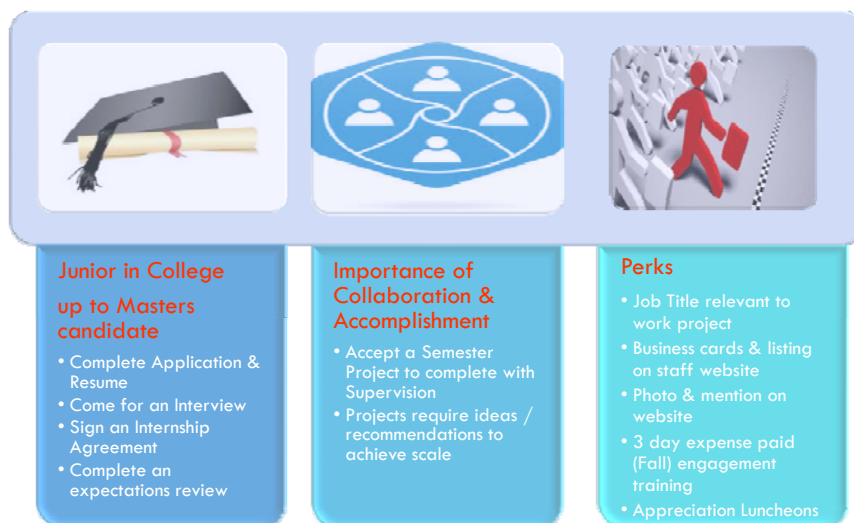 Junior in College
up to Masters
candidate
• Complete Application &
Resume
• Come for an Interview
• Sign an Internship
Agreement
• Complete an
expectations review
Importance of
Collaboration &
Accomplishment
• Accept a Semester
Project to complete with
Supervision
• Projects require ideas /
recommendations to
achieve scale
Perks
• Job Title relevant to
work project
• Business cards & listing
on staff website
• Photo & mention on
website
• 3 day expense paid
(Fall) engagement
training
• Appreciation Luncheons